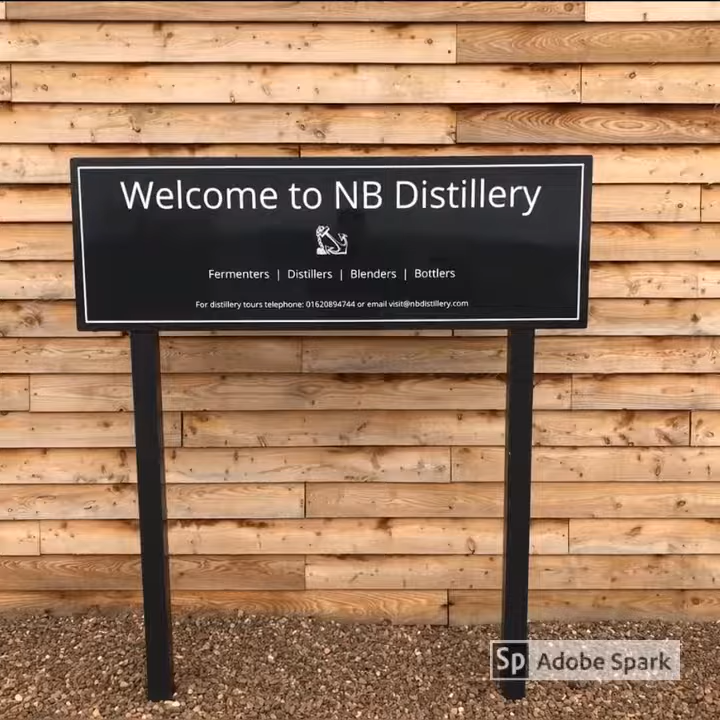 Welcome to NB Distillery
Fermenters | Distillers | Blenders | Bottlers
For distillery tours telephone: 01620894744 or email visit@nbdistillery.com
Sp Adobe Spark